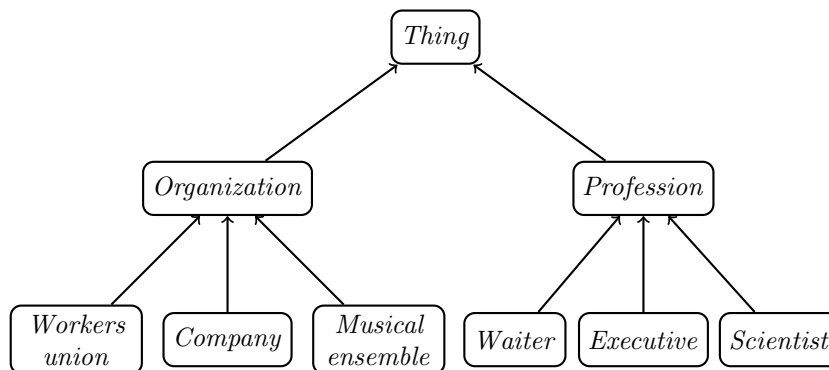 Thing
Organization
Profession
Workers
union
Company
Musical
ensemble
Waiter
Executive
Scientist